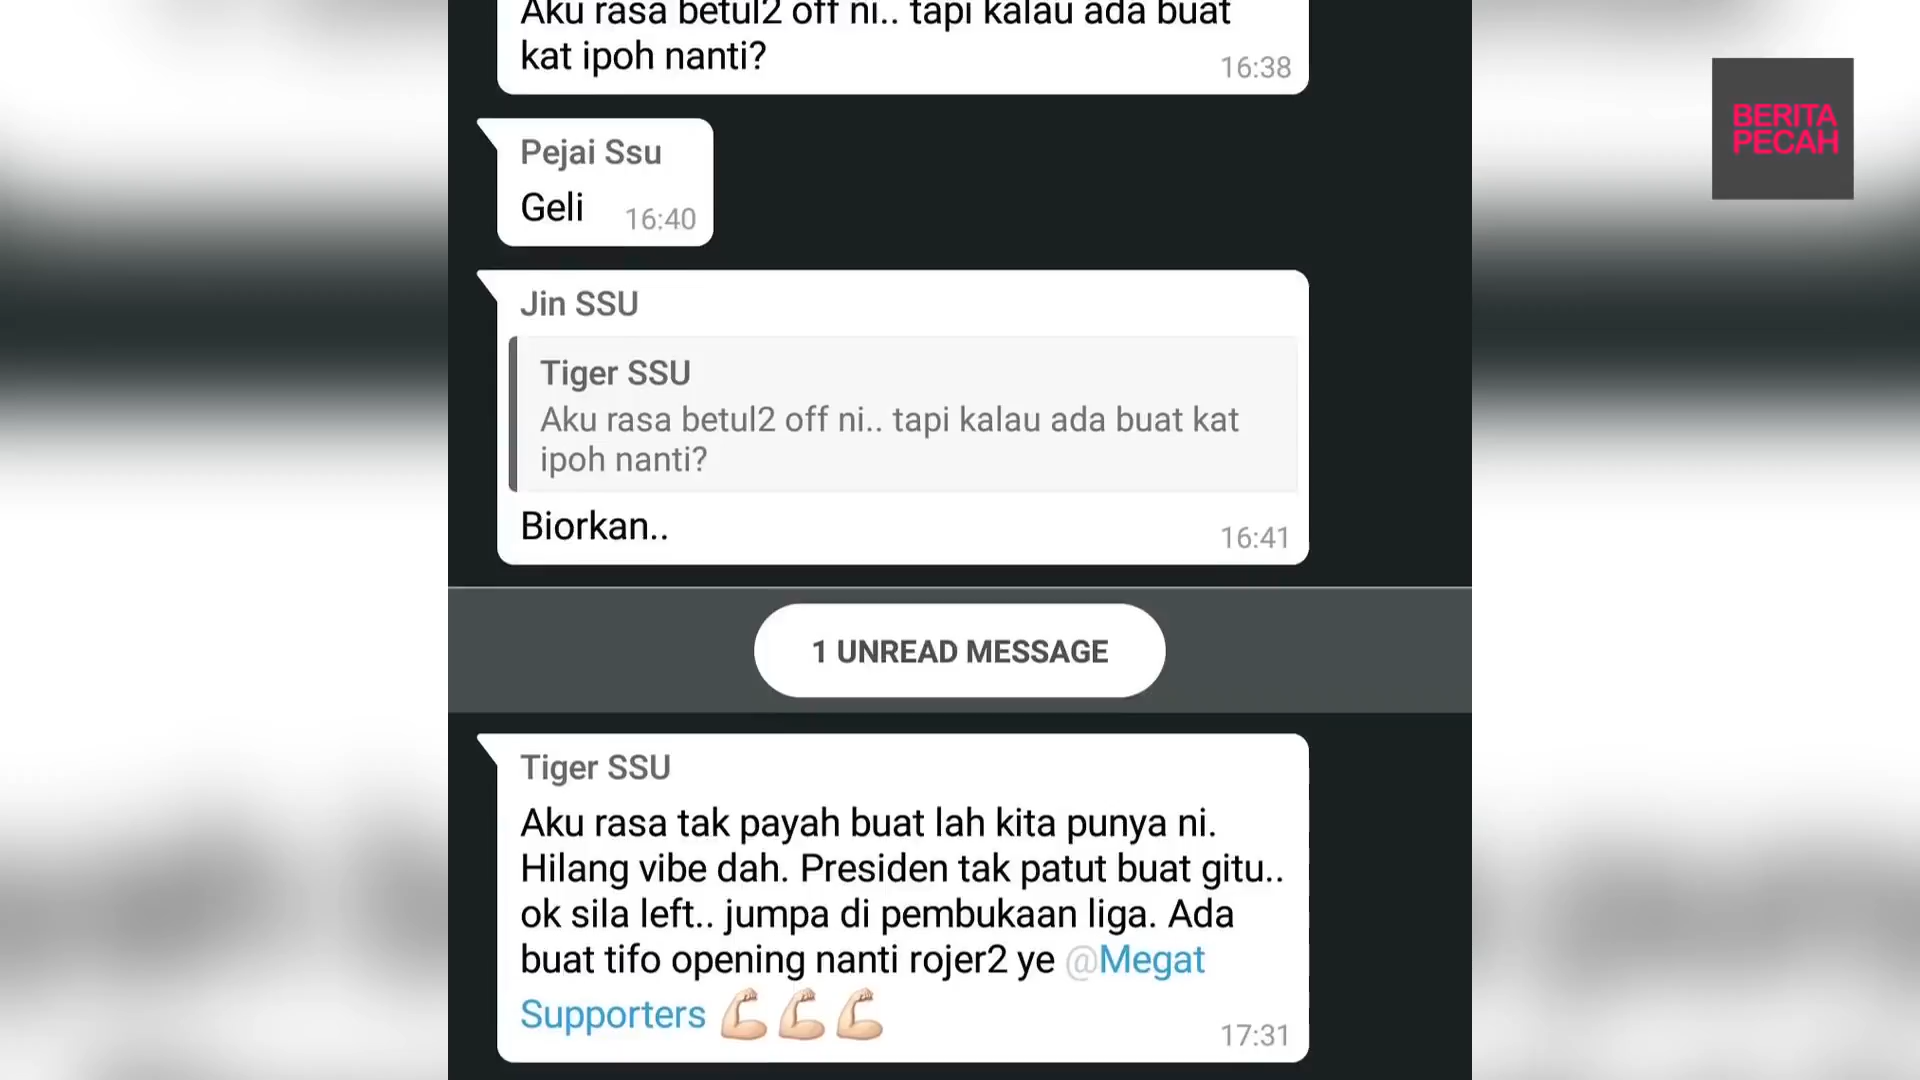 Aku rasa betul2 off ni.. tapi kalau ada buat
kat ipoh nanti?
16:38
BERITA
PECAH
Pejai Ssu
Geli
16:40
Jin SSU
Tiger SSU
Aku rasa betul2 off ni.. tapi kalau ada buat kat
ipoh nanti?
Biorkan..
16:41
1 UNREAD MESSAGE
Tiger SSU
Aku rasa tak payah buat lah kita punya ni.
Hilang vibe dah. Presiden tak patut buat gitu..
ok sila left.. jumpa di pembukaan liga. Ada
buat tifo opening nanti rojer2 ye @Megat
Supporters 💪🏻💪🏻💪🏻
17:31